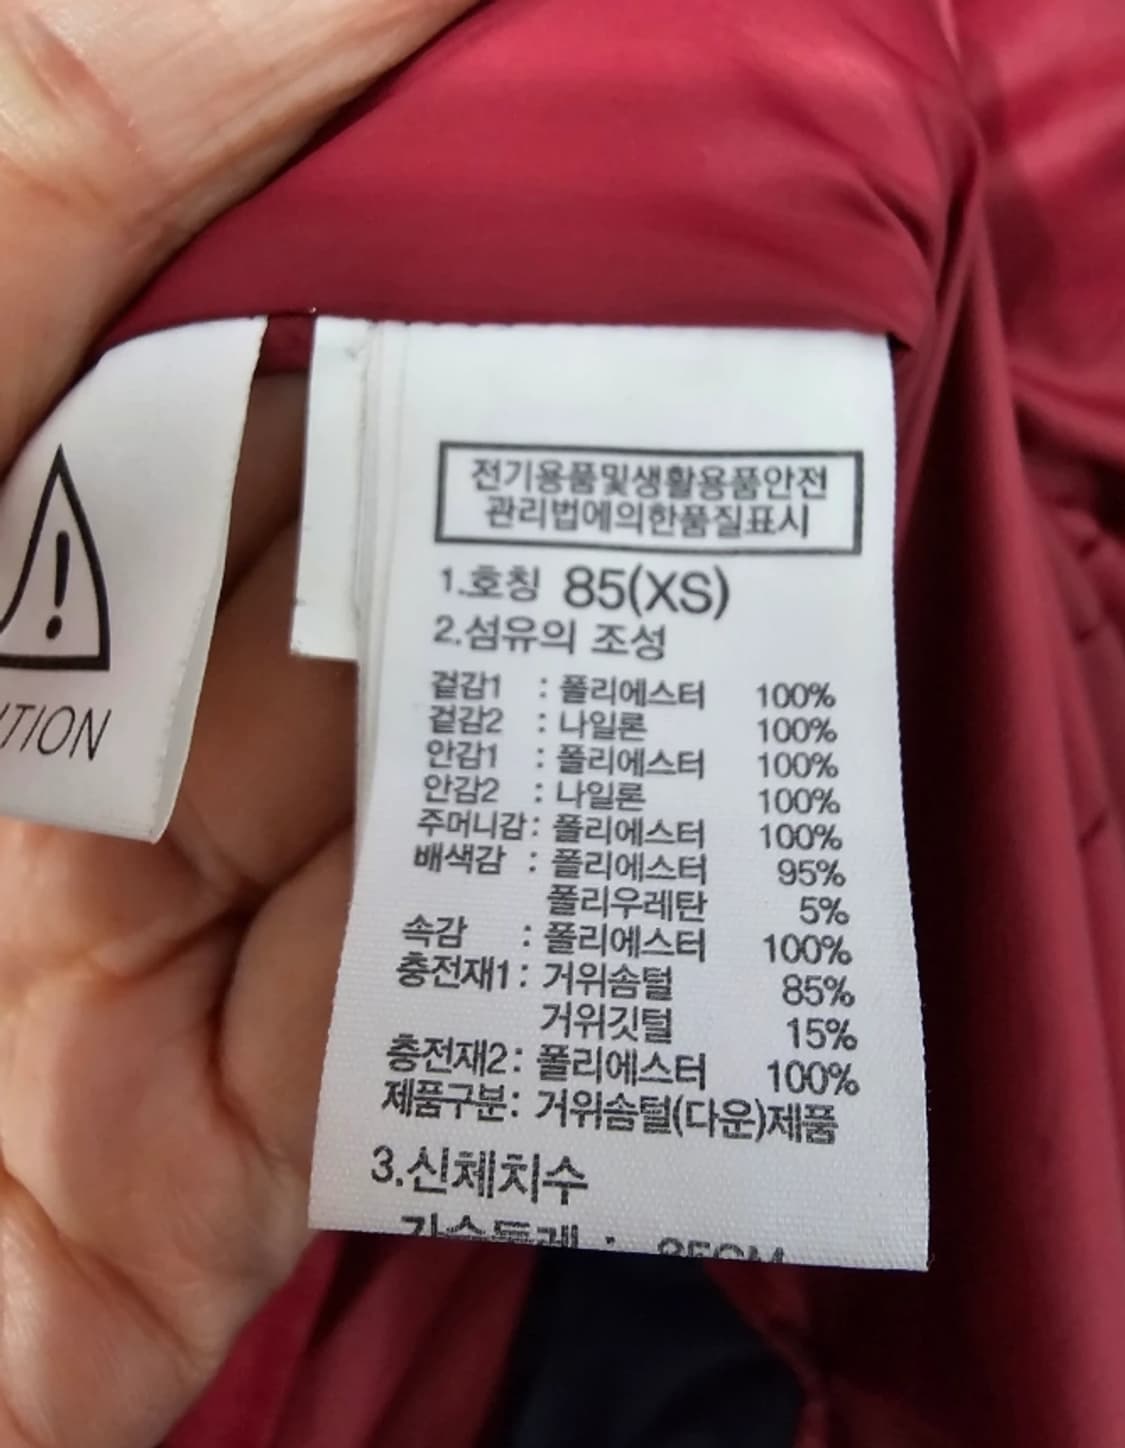 전기용품및생활용품안전
관리법에의한품질표시
1.호칭 85(XS)
2.섬유의 조성
겉감1 : 폴리에스터 100%
겉감2 : 나일론 100%
안감1 : 폴리에스터 100%
안감2 : 나일론 100%
주머니감: 폴리에스터 100%
배색감 : 폴리에스터 95%
폴리우레탄 5%
속감 : 폴리에스터 100%
충전재1 : 거위솜털 85%
거위깃털 15%
충전재2: 폴리에스터 100%
제품구분: 거위솜털(다운)제품
3.신체치수